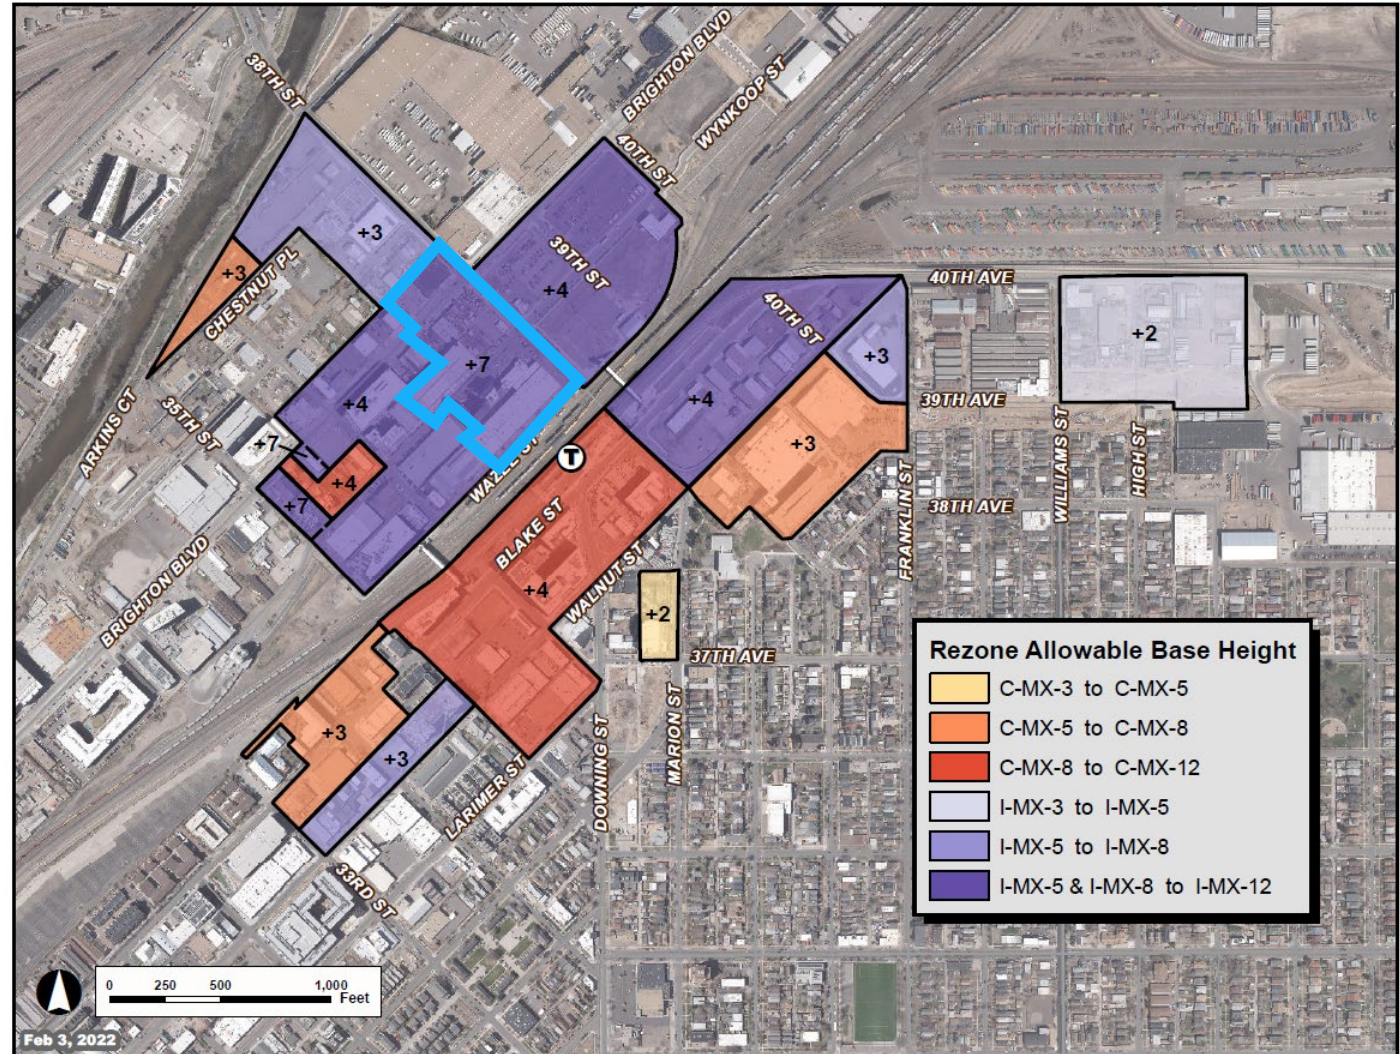 38TH ST
BRIGHTON BLVD
WYNKOOP ST
40TH ST
+3
39TH ST
+4
+3
CHESTNUT PL
40TH AVE
40TH ST
+2
+3
+7
ARKINS CT
35TH ST
+4
+4
39TH AVE
+7
+4
+3
WILLIAMS ST
HIGH ST
WAZEE ST
T
+7
38TH AVE
FRANKLIN ST
BRIGHTON BLVD
BLAKE ST
+4
WALNUT ST
+2
37TH AVE
MARION ST
DOWNING ST
+3
+3
LARIMER ST
33RD ST
Rezone Allowable Base Height
C-MX-3 to C-MX-5
C-MX-5 to C-MX-8
C-MX-8 to C-MX-12
I-MX-3 to I-MX-5
I-MX-5 to I-MX-8
I-MX-5 & I-MX-8 to I-MX-12
0 250 500 1,000
Feet
Feb 3, 2022